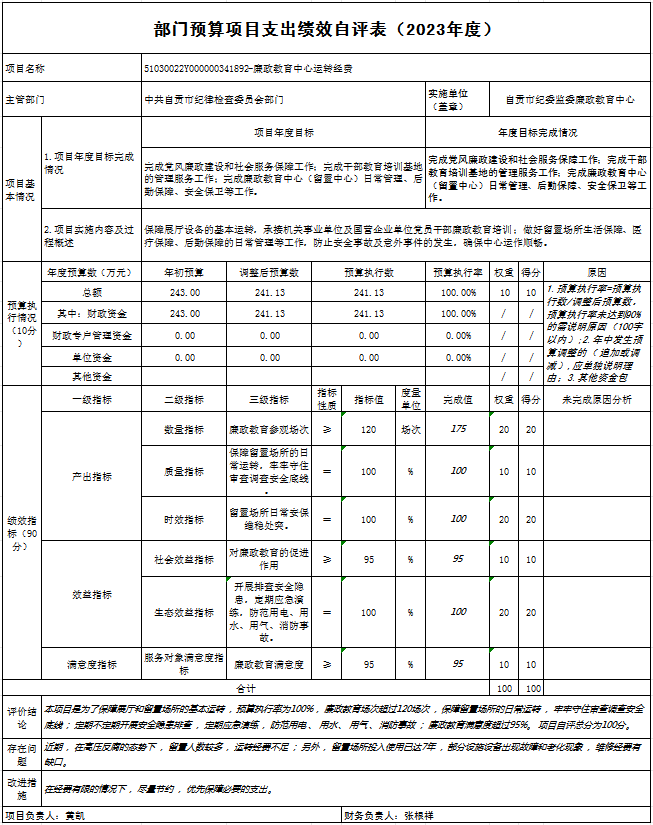 部门预算项目支出绩效自评表（2023年度）
项目名称 51030022Y000000341892-廉政教育中心运转经费
主管部门 中共自贡市纪律检查委员会部门 实施单位（盖章） 自贡市纪委监委廉政教育中心
项目基本情况
1.项目年度目标完成情况
项目年度目标 年度目标完成情况
完成党风廉政建设和社会服务保障工作；完成干部教育培训基地的管理服务工作；完成廉政教育中心（留置中心）日常管理、后勤保障、安全保卫等工作。
完成党风廉政建设和社会服务保障工作；完成干部教育培训基地的管理服务工作；完成廉政教育中心（留置中心）日常管理、后勤保障、安全保卫等工作。
2.项目实施内容及过程概述
保障展厅设备的基本运转，承接机关事业单位及国营企业单位党员干部廉政教育培训；做好留置场所生活保障、医疗保障、后勤保障的日常管理等工作，防止安全事故及意外事件的发生，确保中心运作顺畅。
预算执行情况（10分）
年度预算数（万元） 年初预算 调整后预算数 预算执行数 预算执行率 权重 得分 原因
总额 243.00 241.13 241.13 100.00% 10 10
其中：财政资金 243.00 241.13 241.13 100.00% / /
财政专户管理资金 0.00 0.00 0.00 0.00% / /
单位资金 0.00 0.00 0.00 0.00% / /
其他资金 / /
1.预算执行率=预算执行数/调整后预算数，预算执行率未达到90%的需说明原因（100字以内）;2.年中发生预算调整的（追加或调减），应单独说明理由；3.其他资金包
绩效指标（90分）
一级指标 二级指标 三级指标 指标性质 指标值 度量单位 完成值 权重 得分 未完成原因分析
产出指标
数量指标 廉政教育参观场次 ≥ 120 场次 175 20 20
质量指标 保障留置场所的日常运转，牢牢守住审查调查安全底线。 ＝ 100 % 100 10 10
时效指标 留置场所日常安保维稳处突。 ＝ 100 % 100 20 20
效益指标
社会效益指标 对廉政教育的促进作用 ≥ 95 % 95 10 10
生态效益指标 开展排查安全隐患，定期应急演练，防范用电、用水、用气、消防事故。 ＝ 100 % 100 20 20
满意度指标 服务对象满意度指标 廉政教育满意度 ≥ 95 % 95 10 10
合计 100 100
评价结论
本项目是为了保障展厅和留置场所的基本运转，预算执行率为100%，廉政教育场次超过120场次，保障留置场所的日常运转，牢牢守住审查调查安全底线；定期不定期开展安全隐患排查，定期应急演练，防范用电、用水、用气、消防事故；廉政教育满意度超过95%。项目自评总分为100分。
存在问题
近期，在高压反腐的态势下，留置人数较多，运转经费不足；另外，留置场所投入使用已达7年，部分设施设备出现故障和老化现象，维修经费有缺口。
改进措施
在经费有限的情况下，尽量节约，优先保障必要的支出。
项目负责人：黄凯 财务负责人：张根祥